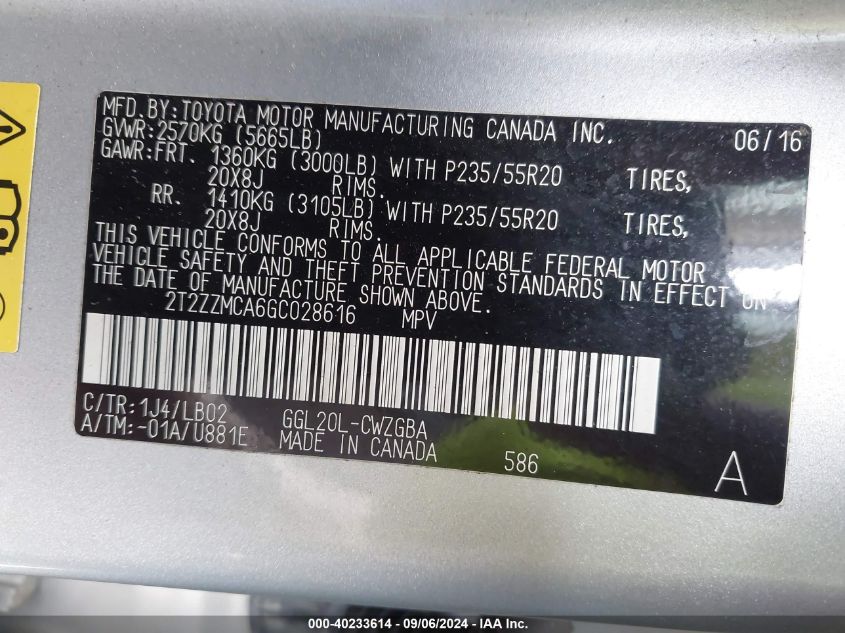 MFD. BY: TOYOTA MOTOR MANUFACTURING CANADA INC. 06/16
GVWR: 2570KG (5665LB)
GAWR: FRT. 1360KG (3000LB) WITH P235/55R20 TIRES,
20X8J RIMS.
RR. 1410KG (3105LB) WITH P235/55R20 TIRES,
20X8J RIMS.
THIS VEHICLE CONFORMS TO ALL APPLICABLE FEDERAL MOTOR
VEHICLE SAFETY AND THEFT PREVENTION STANDARDS IN EFFECT ON
THE DATE OF MANUFACTURE SHOWN ABOVE.
2T2ZZMCA6GC028616 MPV
C/TR: 1J4/LB02 GGL20L-CWZGBA
A/TM: -01A/U881E MADE IN CANADA 586 A
000-40233614 - 09/06/2024 - IAA Inc.